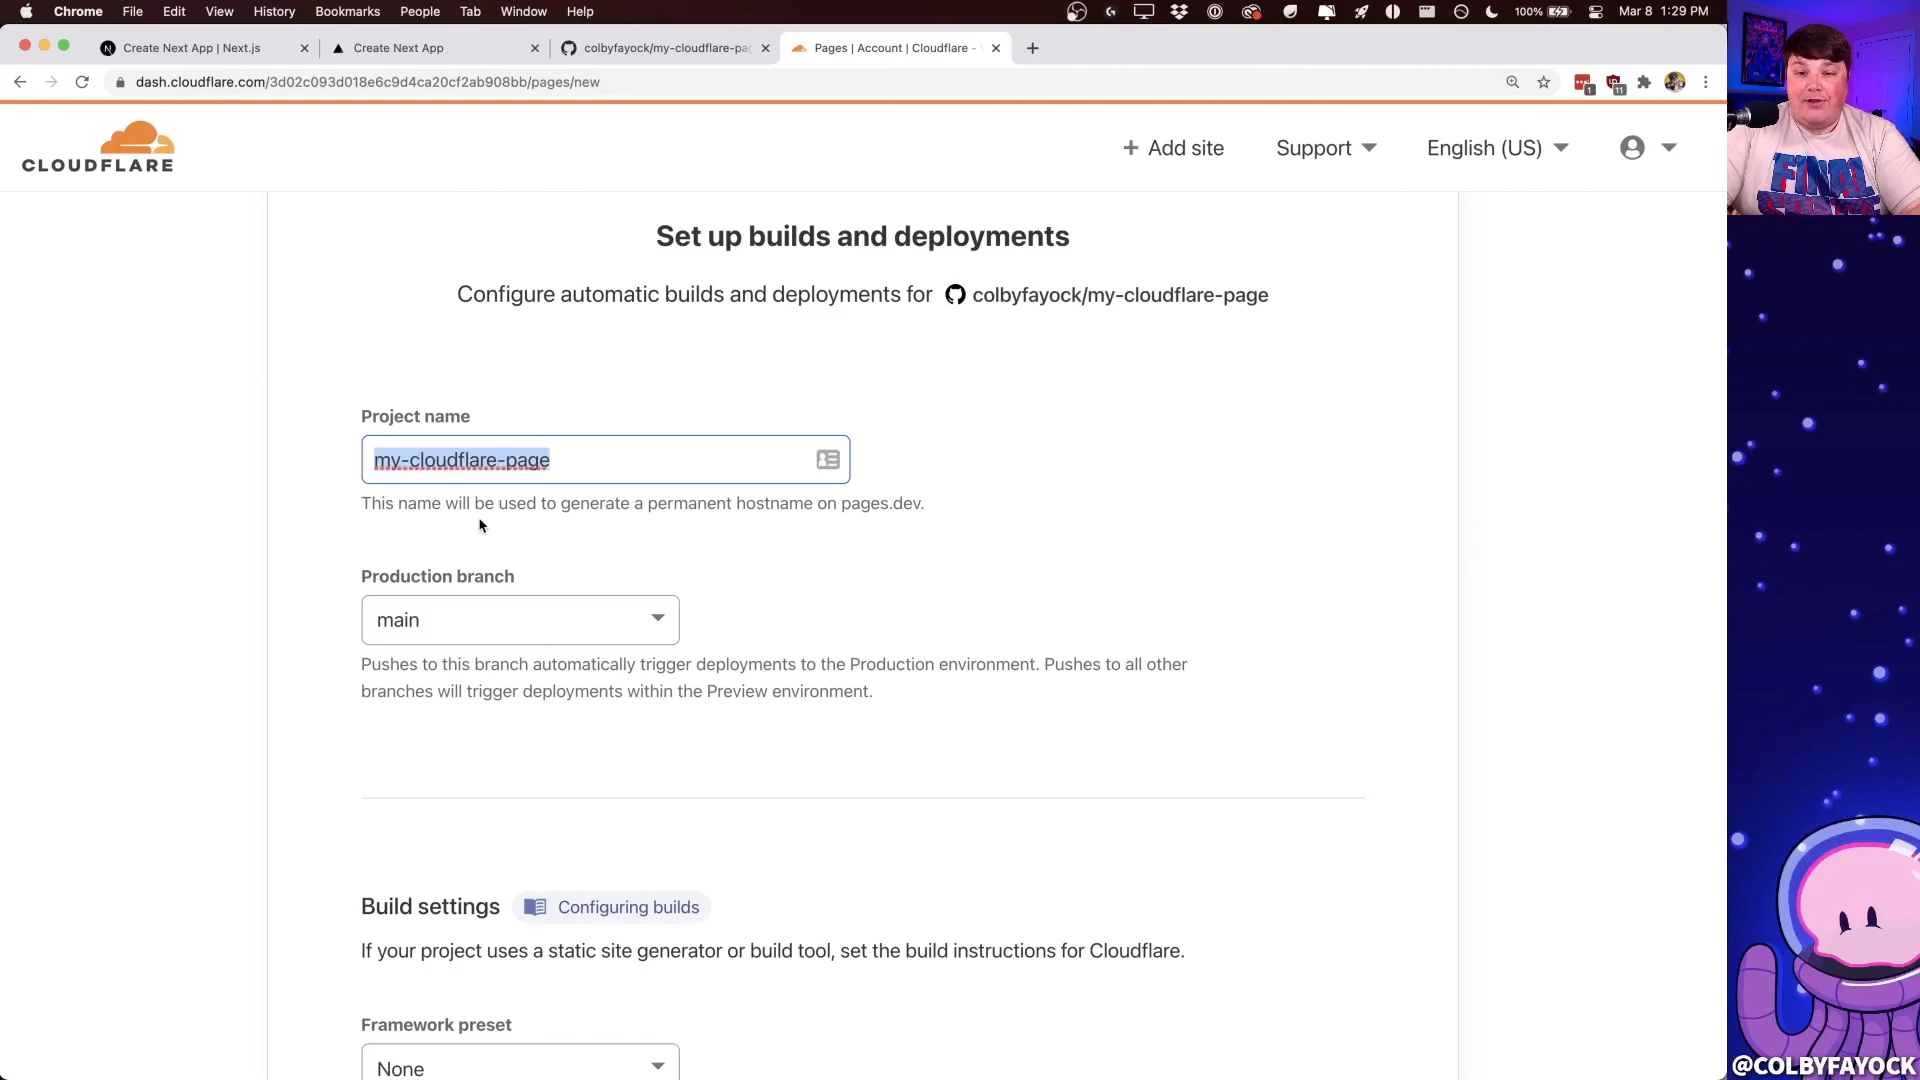 Chrome File Edit View History Bookmarks People Tab Window Help 100% Mar 8 1:29 PM
Create Next App | Next.js Create Next App colbyfayock/my-cloudflare-pa Pages | Account | Cloudflare -
dash.cloudflare.com/3d02c093d018e6c9d4ca20cf2ab908bb/pages/new 1 11
CLOUDFLARE
+ Add site Support English (US)
FINAL
Set up builds and deployments
Configure automatic builds and deployments for colbyfayock/my-cloudflare-page
Project name
my-cloudflare-page
This name will be used to generate a permanent hostname on pages.dev.
Production branch
main
Pushes to this branch automatically trigger deployments to the Production environment. Pushes to all other
branches will trigger deployments within the Preview environment.
Build settings Configuring builds
If your project uses a static site generator or build tool, set the build instructions for Cloudflare.
Framework preset
None
@COLBYFAYOCK